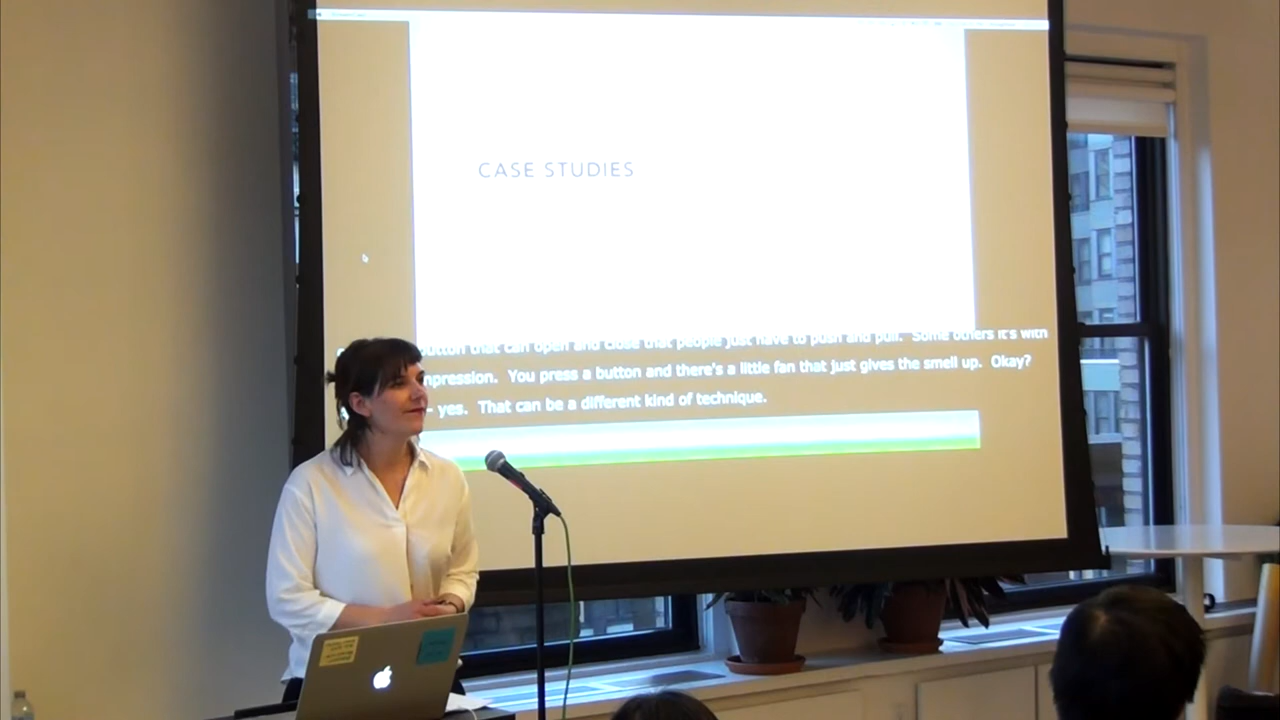 CASE STUDIES
button that can open and close that people just have to push and pull. Some others it's with
mpression. You press a button and there's a little fan that just gives the smell up. Okay?
- yes. That can be a different kind of technique.